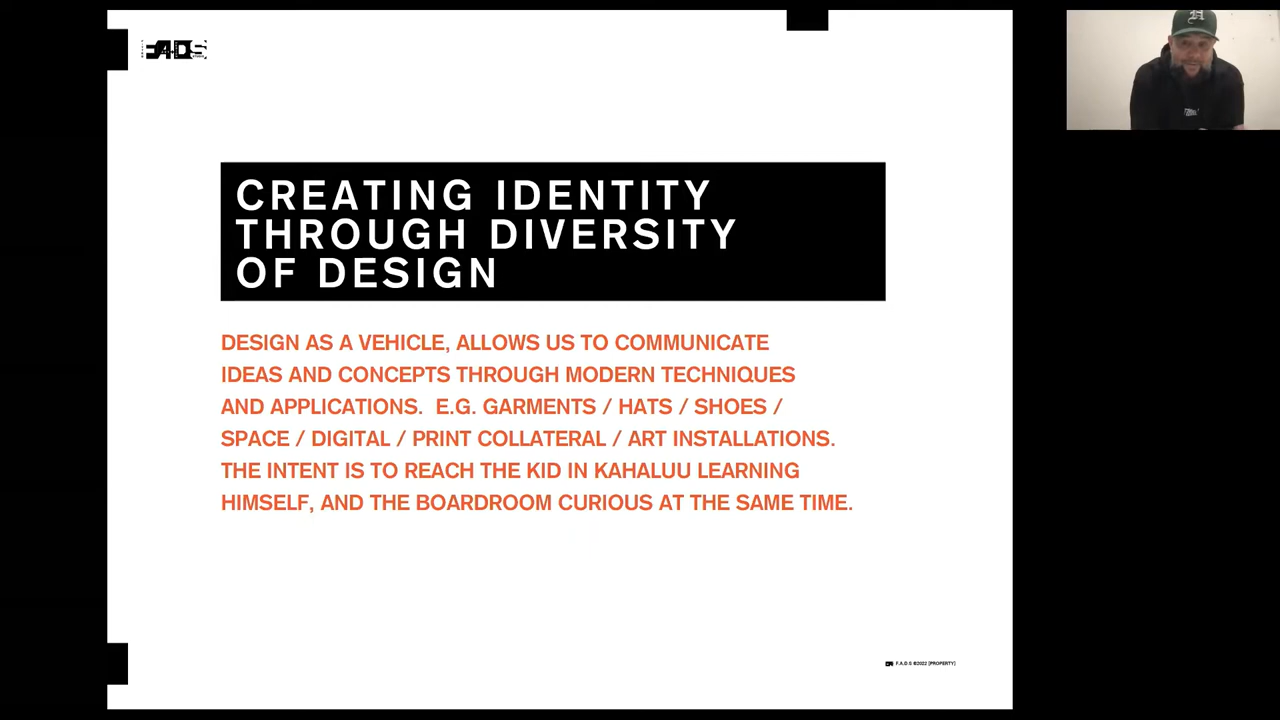 F.A.D.S
CREATING IDENTITY
THROUGH DIVERSITY
OF DESIGN
DESIGN AS A VEHICLE, ALLOWS US TO COMMUNICATE
IDEAS AND CONCEPTS THROUGH MODERN TECHNIQUES
AND APPLICATIONS. E.G. GARMENTS / HATS / SHOES /
SPACE / DIGITAL / PRINT COLLATERAL / ART INSTALLATIONS.
THE INTENT IS TO REACH THE KID IN KAHALUU LEARNING
HIMSELF, AND THE BOARDROOM CURIOUS AT THE SAME TIME.
F.A.D.S ©2022 [PROPERTY]